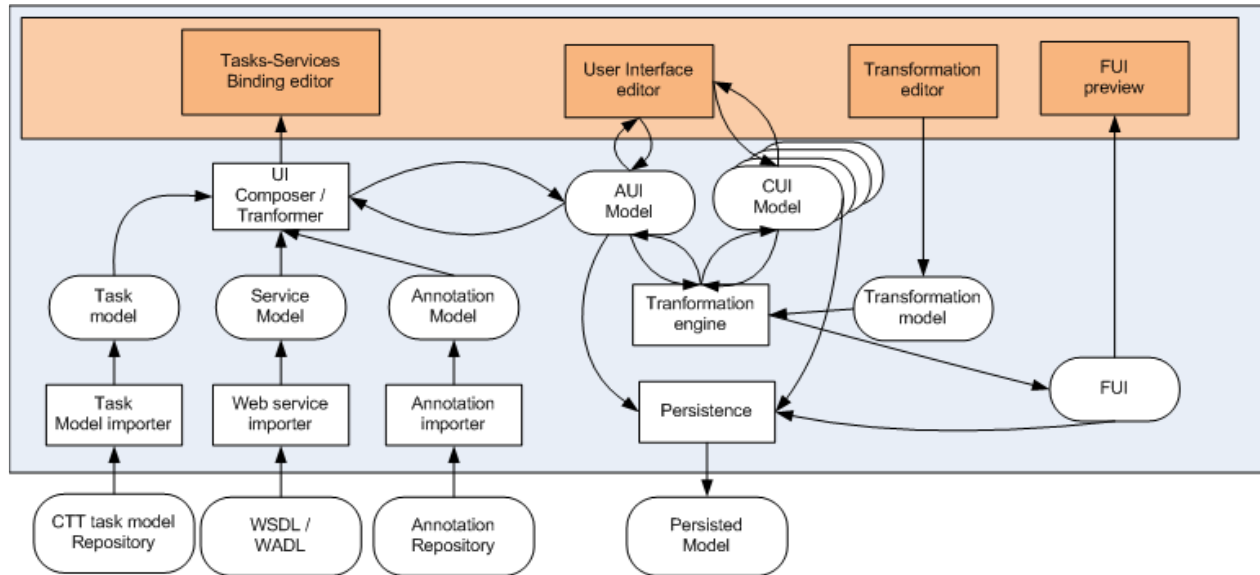 Tasks-Services
Binding editor
User Interface
editor
Transformation
editor
FUI
preview
UI
Composer /
Tranformer
AUI
Model
CUI
Model
Task
model
Service
Model
Annotation
Model
Tranformation
engine
Transformation
model
Task
Model importer
Web service
importer
Annotation
importer
Persistence
FUI
CTT task model
Repository
WSDL /
WADL
Annotation
Repository
Persisted
Model